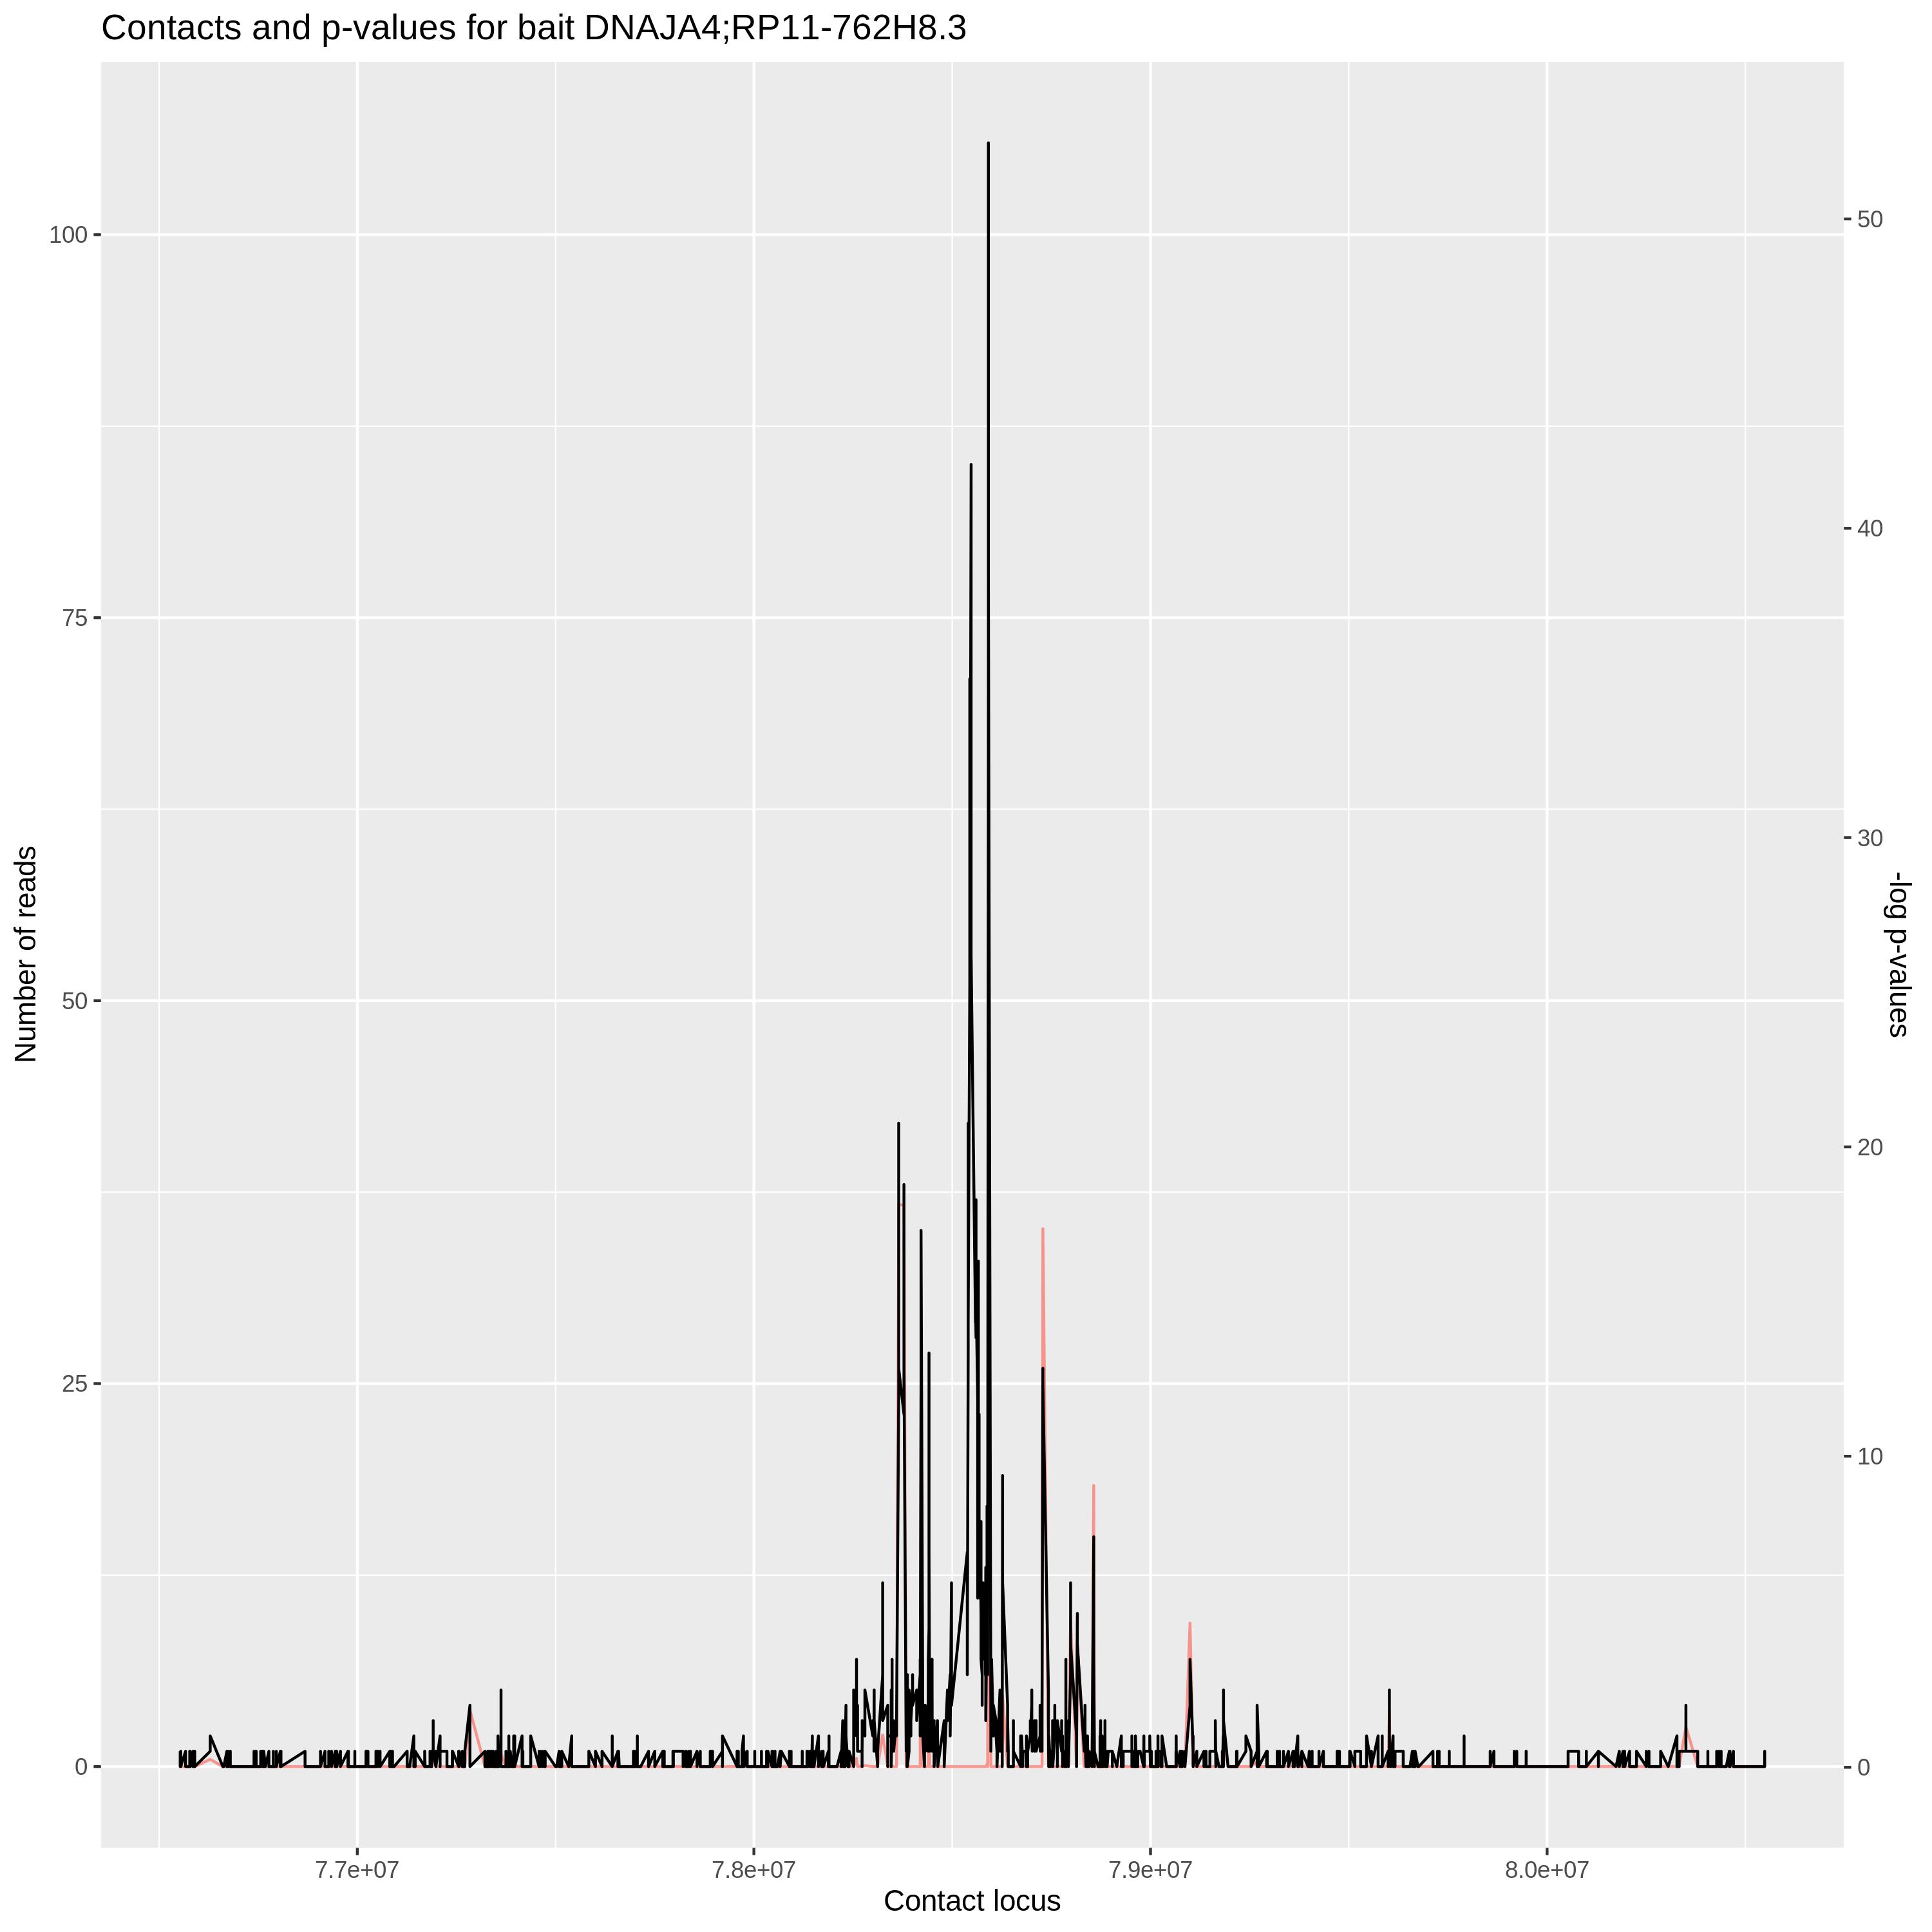 Contacts and p-values for bait DNAJA4;RP11-762H8.3
100
75
50
25
0
Number of reads
50
40
30
20
10
0
-log p-values
7.7e+07 7.8e+07 7.9e+07 8.0e+07
Contact locus